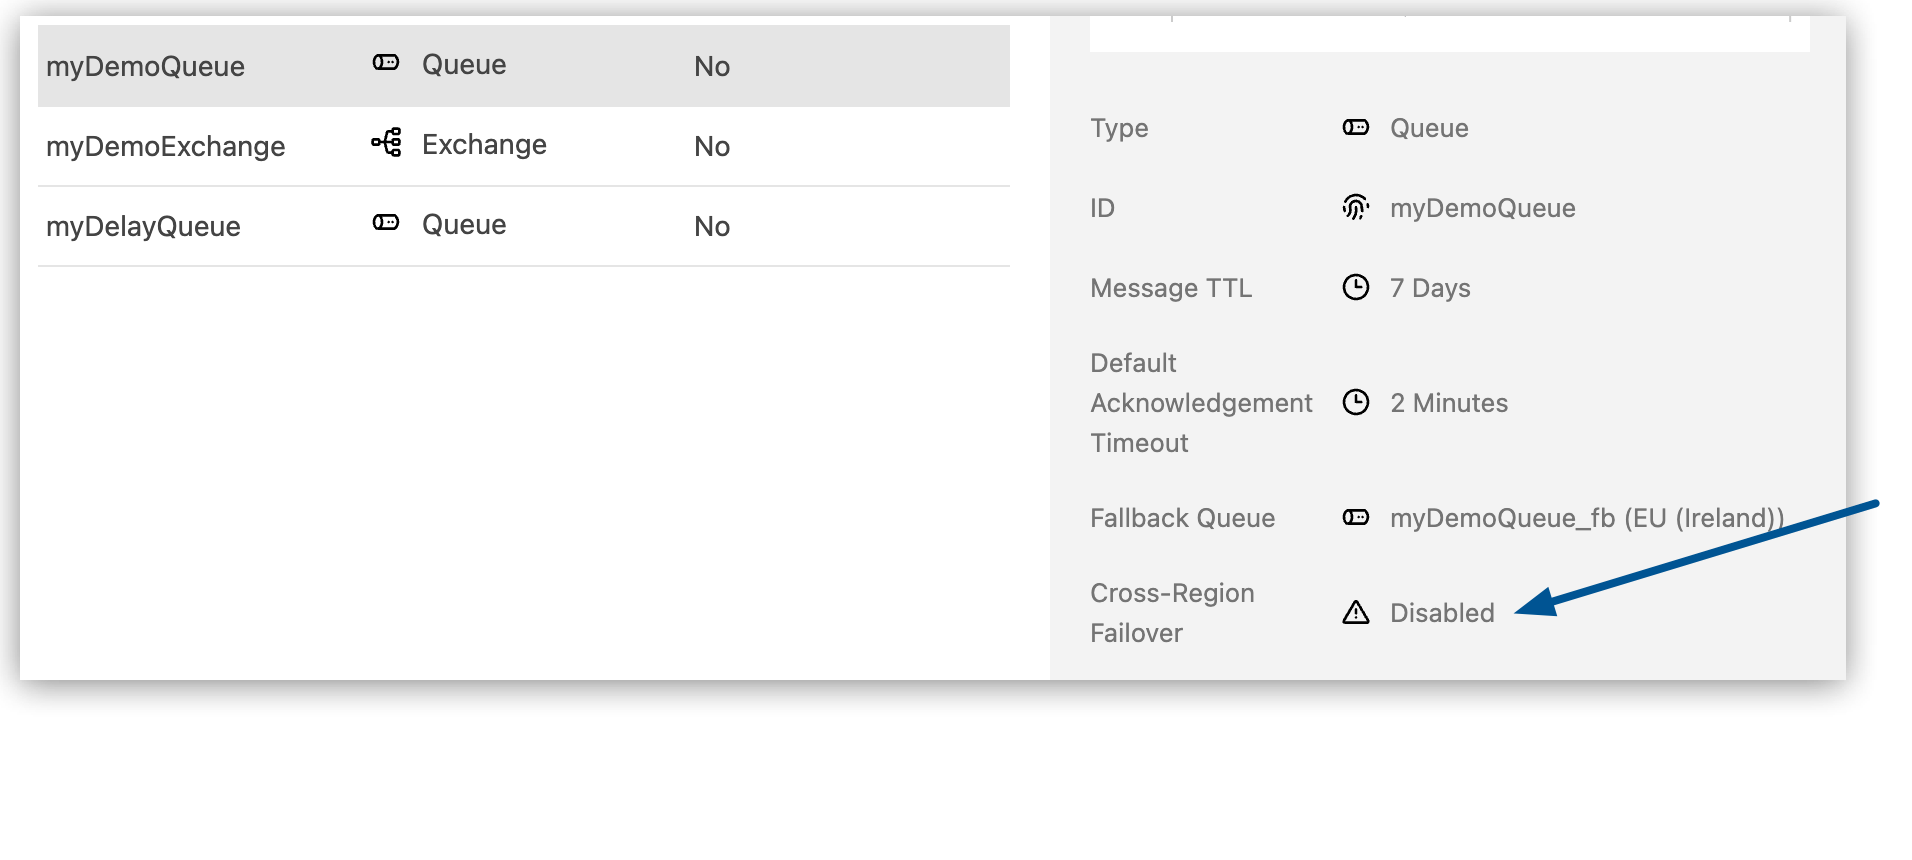 myDemoQueue Queue No
myDemoExchange Exchange No
myDelayQueue Queue No
Type Queue
ID myDemoQueue
Message TTL 7 Days
Default
Acknowledgement 2 Minutes
Timeout
Fallback Queue myDemoQueue_fb (EU (Ireland))
Cross-Region
Failover Disabled